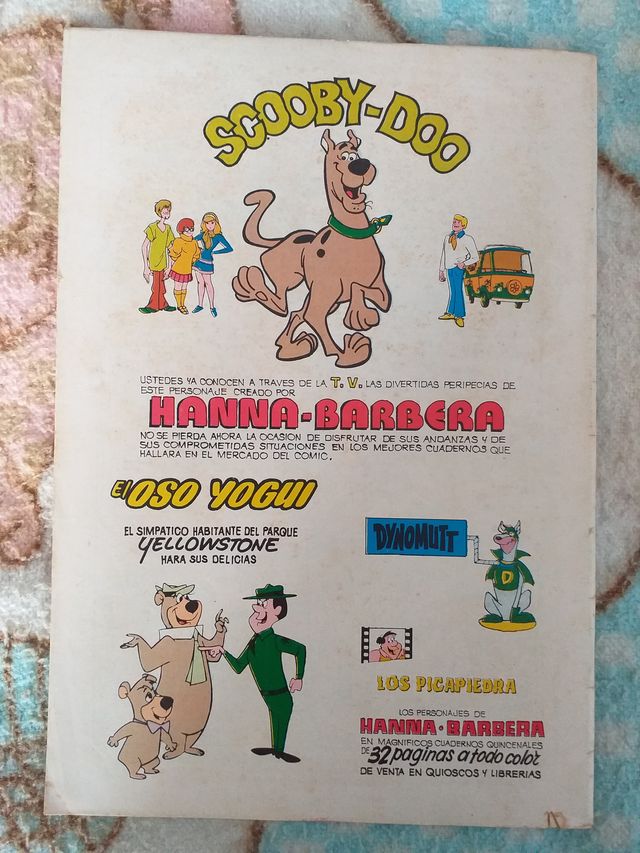 SCOOBY-DOO
USTEDES YA CONOCEN A TRAVES DE LA T.V. LAS DIVERTIDAS PERIPECIAS DE
ESTE PERSONAJE CREADO POR
HANNA-BARBERA
NO SE PIERDA AHORA LA OCASION DE DISFRUTAR DE SUS ANDANZAS Y DE
SUS COMPROMETIDAS SITUACIONES EN LOS MEJORES CUADERNOS QUE
HALLARA EN EL MERCADO DEL COMIC.
El OSO YOGUI
EL SIMPATICO HABITANTE DEL PARQUE
YELLOWSTONE
HARA SUS DELICIAS
DYNOMUTT
D
LOS PICAPIEDRA
LOS PERSONAJES DE
HANNA-BARBERA
EN MAGNIFICOS CUADERNOS QUINCENALES
DE 32 paginas a todo color
DE VENTA EN QUIOSCOS Y LIBRERIAS